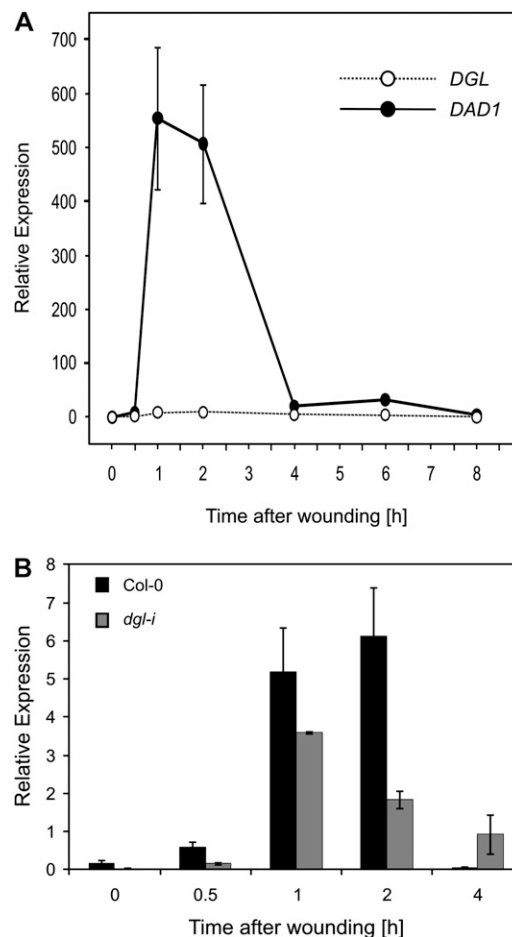 A
700
600
500
400
300
200
100
0
Relative Expression
DGL
DAD1
0 1 2 3 4 5 6 7 8
Time after wounding [h]
B
8
7
6
5
4
3
2
1
0
Relative Expression
Col-0
dgl-i
0 0.5 1 2 4
Time after wounding [h]